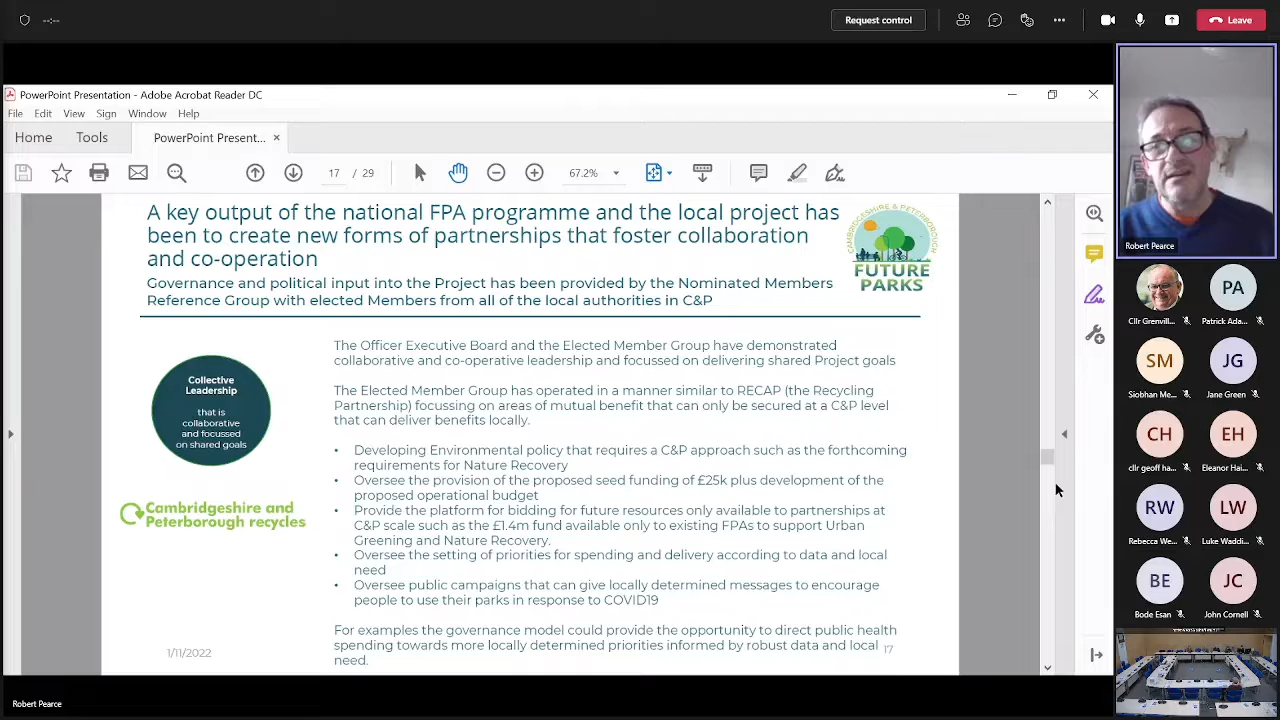 --:--
Request control
Leave
PowerPoint Presentation - Adobe Acrobat Reader DC
File Edit View Sign Window Help
Home Tools PowerPoint Present... ×
17 / 29 67.2%
A key output of the national FPA programme and the local project has
been to create new forms of partnerships that foster collaboration
and co-operation
Governance and political input into the Project has been provided by the Nominated Members
Reference Group with elected Members from all of the local authorities in C&P
CAMBRIDGESHIRE & PETERBOROUGH
FUTURE
PARKS
Collective
Leadership
that is
collaborative
and focussed
on shared goals
Cambridgeshire and
Peterborough recycles
The Officer Executive Board and the Elected Member Group have demonstrated
collaborative and co-operative leadership and focussed on delivering shared Project goals
The Elected Member Group has operated in a manner similar to RECAP (the Recycling
Partnership) focussing on areas of mutual benefit that can only be secured at a C&P level
that can deliver benefits locally.
• Developing Environmental policy that requires a C&P approach such as the forthcoming
requirements for Nature Recovery
• Oversee the provision of the proposed seed funding of £25k plus development of the
proposed operational budget
• Provide the platform for bidding for future resources only available to partnerships at
C&P scale such as the £1.4m fund available only to existing FPAs to support Urban
Greening and Nature Recovery.
• Oversee the setting of priorities for spending and delivery according to data and local
need
• Oversee public campaigns that can give locally determined messages to encourage
people to use their parks in response to COVID19
For examples the governance model could provide the opportunity to direct public health
spending towards more locally determined priorities informed by robust data and local
need.
1/11/2022
17
Robert Pearce
PA
Cllr Grenvill... Patrick Ada...
SM JG
Siobhan Me... Jane Green
CH EH
cllr geoff ha... Eleanor Hai...
RW LW
Rebecca We... Luke Waddi...
BE JC
Bode Esan John Cornell
Robert Pearce